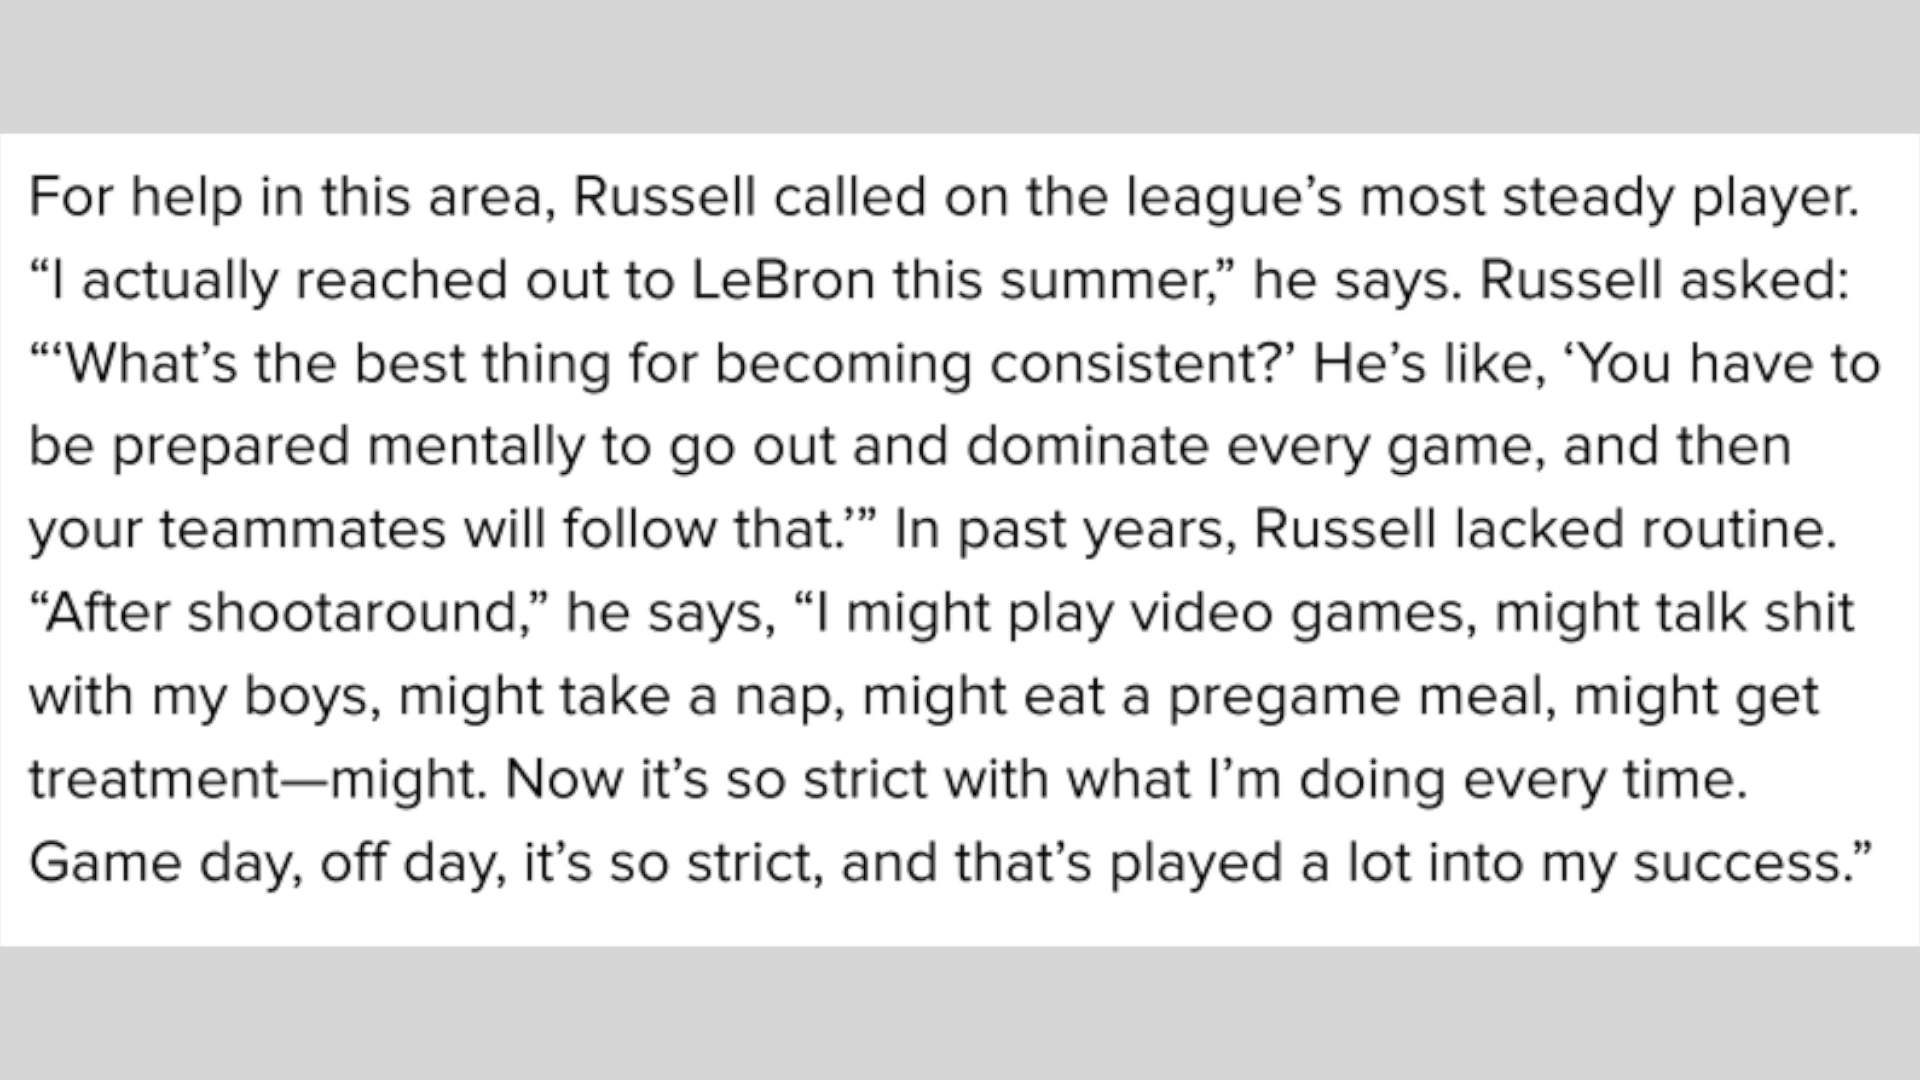 For help in this area, Russell called on the league’s most steady player.
“I actually reached out to LeBron this summer,” he says. Russell asked:
“‘What’s the best thing for becoming consistent?’ He’s like, ‘You have to
be prepared mentally to go out and dominate every game, and then
your teammates will follow that.’” In past years, Russell lacked routine.
“After shootaround,” he says, “I might play video games, might talk shit
with my boys, might take a nap, might eat a pregame meal, might get
treatment—might. Now it’s so strict with what I’m doing every time.
Game day, off day, it’s so strict, and that’s played a lot into my success.”